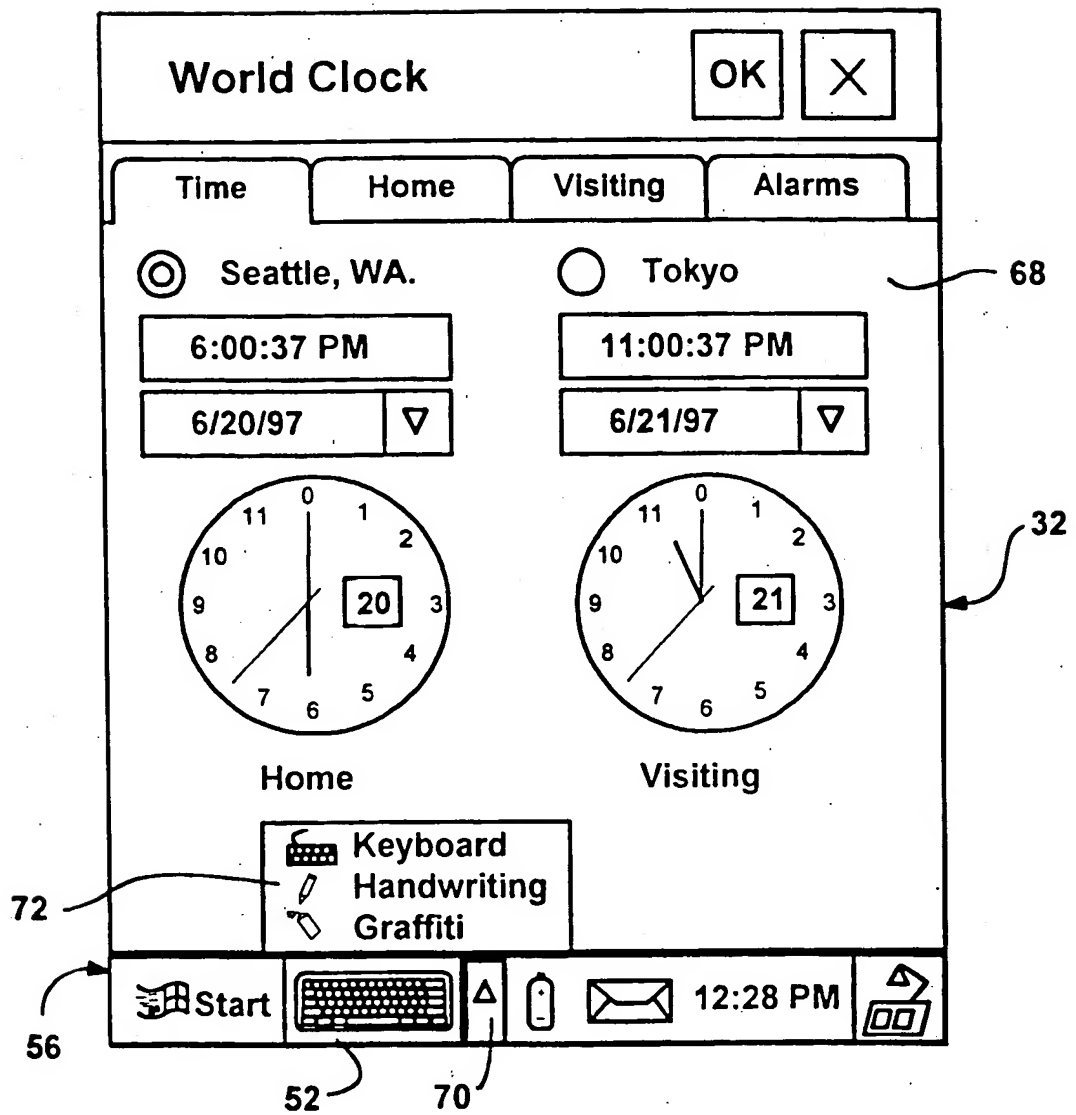 World Clock OK X
Time Home Visiting Alarms
Seattle, WA. Tokyo
68
6:00:37 PM 11:00:37 PM
6/20/97 6/21/97
0 1 2 3 4 5 6 7 8 9 10 11
20
0 1 2 3 4 5 6 7 8 9 10 11
21
32
Home Visiting
Keyboard
72 Handwriting
Graffiti
Start 12:28 PM
56
52 70